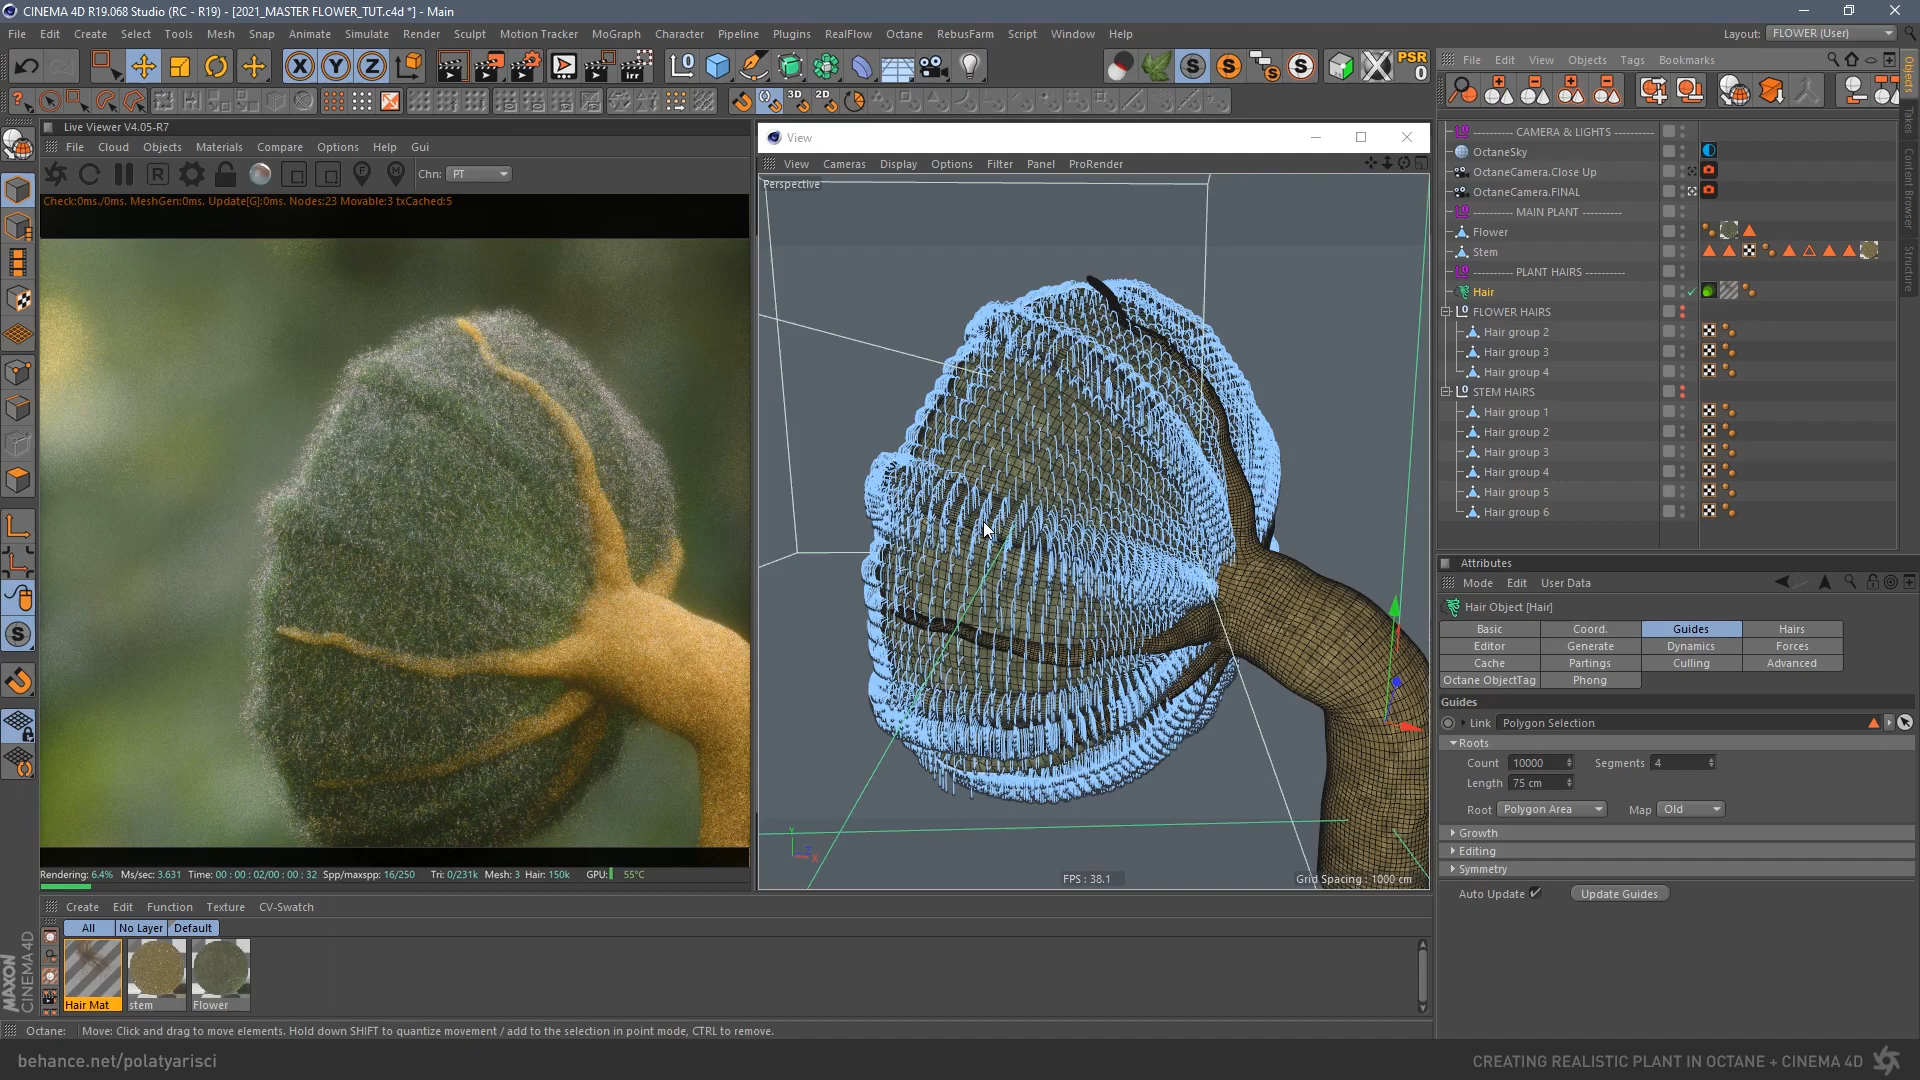 CINEMA 4D R19.068 Studio (RC - R19) - [2021_MASTER FLOWER_TUT.c4d *] - Main
File Edit Create Select Tools Mesh Snap Animate Simulate Render Sculpt Motion Tracker MoGraph Character Pipeline Plugins RealFlow Octane RebusFarm Script Window Help
Layout: FLOWER (User)
PSR
0
3D 2D
File Edit View Objects Tags Bookmarks
Live Viewer V4.05-R7
File Cloud Objects Materials Compare Options Help Gui
Chn: PT
Check:0ms./0ms. MeshGen:0ms. Update[G]:0ms. Nodes:23 Movable:3 txCached:5
Rendering: 6.4% Ms/sec: 3.631 Time: 00 : 00 : 02/00 : 00 : 32 Spp/maxspp: 16/250 Tri: 0/231k Mesh: 3 Hair: 150k GPU: 55°C
View
View Cameras Display Options Filter Panel ProRender
Perspective
FPS : 38.1
Grid Spacing : 1000 cm
---------- CAMERA & LIGHTS ----------
OctaneSky
OctaneCamera.Close Up
OctaneCamera.FINAL
---------- MAIN PLANT ----------
Flower
Stem
---------- PLANT HAIRS ----------
Hair
FLOWER HAIRS
Hair group 2
Hair group 3
Hair group 4
STEM HAIRS
Hair group 1
Hair group 2
Hair group 3
Hair group 4
Hair group 5
Hair group 6
Objects
Takes
Content Browser
Structure
Attributes
Mode Edit User Data
Hair Object [Hair]
Basic Coord. Guides Hairs
Editor Generate Dynamics Forces
Cache Partings Culling Advanced
Octane ObjectTag Phong
Guides
Link Polygon Selection
Roots
Count 10000 Segments 4
Length 75 cm
Root Polygon Area Map Old
Growth
Editing
Symmetry
Auto Update Update Guides
Create Edit Function Texture CV-Swatch
All No Layer Default
Hair Mat stem Flower
MAXON
CINEMA 4D
Octane: Move: Click and drag to move elements. Hold down SHIFT to quantize movement / add to the selection in point mode, CTRL to remove.
behance.net/polatyarisci
CREATING REALISTIC PLANT IN OCTANE + CINEMA 4D